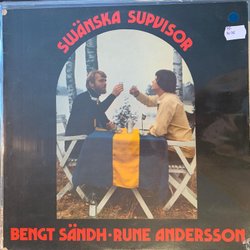 SWÄNSKA SUPVISOR
BENGT SÄNDH · RUNE ANDERSSON